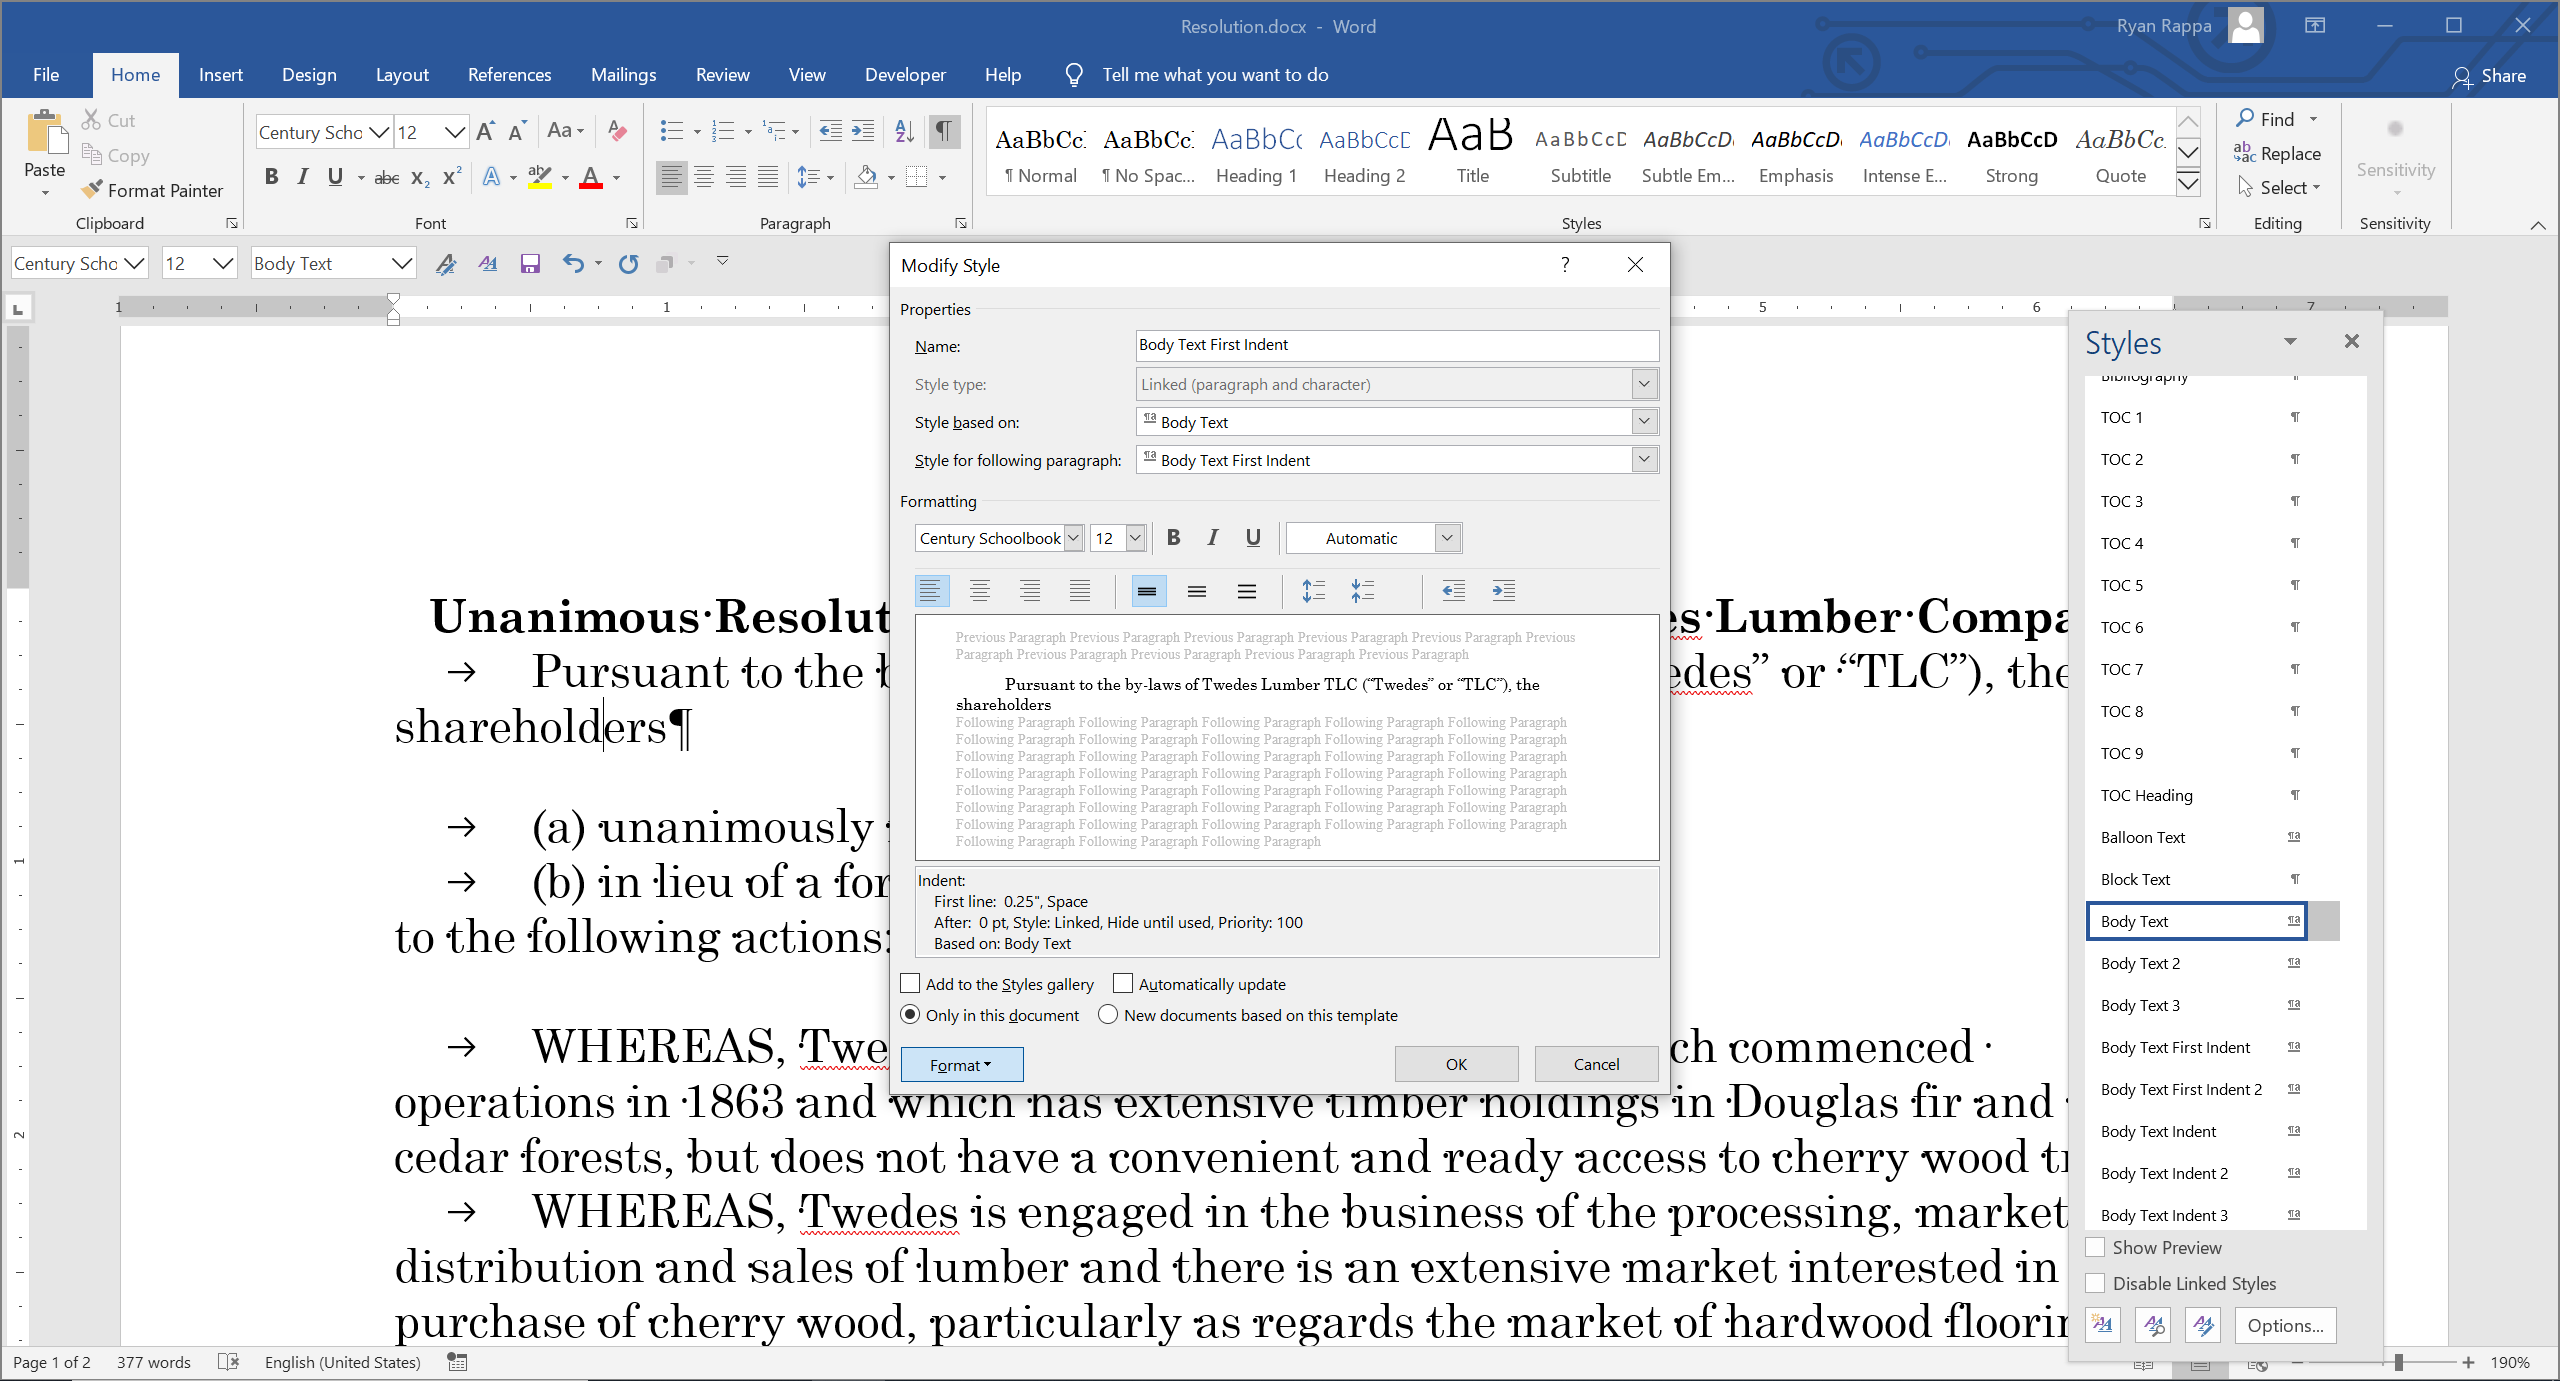 Resolution.docx - Word
Ryan Rappa
File Home Insert Design Layout References Mailings Review View Developer Help Tell me what you want to do Share
Paste
Cut
Copy
Format Painter
Clipboard
Century Scho 12 Aa
B I U abc x₂ x² A ab A
Font
Paragraph
AaBbCc AaBbCc AaBbCc AaBbCcD AaB AaBbCcD AaBbCcD AaBbCcD AaBbCcD AaBbCcD AaBbCc
¶ Normal ¶ No Spac... Heading 1 Heading 2 Title Subtitle Subtle Em... Emphasis Intense E... Strong Quote
Styles
Find
Replace
Select
Editing
Sensitivity
Sensitivity
Century Scho 12 Body Text
1 1 5 6 7
Unanimous·Resolut
es·Lumber·Compa
→ Pursuant to the b
edes” or “TLC”), the
shareholders¶
→ (a) unanimously
→ (b) in lieu of a for
to the following actions:
→ WHEREAS, Twe
ch commenced
operations in 1863 and which has extensive timber holdings in Douglas fir and
cedar forests, but does not have a convenient and ready access to cherry wood
→ WHEREAS, Twedes is engaged in the business of the processing, market
distribution and sales of lumber and there is an extensive market interested in
purchase of cherry wood, particularly as regards the market of hardwood floorin
1
2
Modify Style ?
Properties
Name: Body Text First Indent
Style type: Linked (paragraph and character)
Style based on: ¶a Body Text
Style for following paragraph: ¶a Body Text First Indent
Formatting
Century Schoolbook 12 B I U Automatic
Previous Paragraph Previous Paragraph Previous Paragraph Previous Paragraph Previous Paragraph Previous
Paragraph Previous Paragraph Previous Paragraph Previous Paragraph Previous Paragraph
Pursuant to the by-laws of Twedes Lumber TLC (“Twedes” or “TLC”), the
shareholders
Following Paragraph Following Paragraph Following Paragraph Following Paragraph Following Paragraph
Following Paragraph Following Paragraph Following Paragraph Following Paragraph Following Paragraph
Following Paragraph Following Paragraph Following Paragraph Following Paragraph Following Paragraph
Following Paragraph Following Paragraph Following Paragraph Following Paragraph Following Paragraph
Following Paragraph Following Paragraph Following Paragraph Following Paragraph Following Paragraph
Following Paragraph Following Paragraph Following Paragraph Following Paragraph Following Paragraph
Following Paragraph Following Paragraph Following Paragraph Following Paragraph Following Paragraph
Following Paragraph Following Paragraph Following Paragraph
Indent:
First line: 0.25", Space
After: 0 pt, Style: Linked, Hide until used, Priority: 100
Based on: Body Text
Add to the Styles gallery Automatically update
Only in this document New documents based on this template
Format OK Cancel
Styles
Bibliography ¶
TOC 1 ¶
TOC 2 ¶
TOC 3 ¶
TOC 4 ¶
TOC 5 ¶
TOC 6 ¶
TOC 7 ¶
TOC 8 ¶
TOC 9 ¶
TOC Heading ¶
Balloon Text ¶a
Block Text ¶
Body Text ¶a
Body Text 2 ¶a
Body Text 3 ¶a
Body Text First Indent ¶a
Body Text First Indent 2 ¶a
Body Text Indent ¶a
Body Text Indent 2 ¶a
Body Text Indent 3 ¶a
Show Preview
Disable Linked Styles
Options...
Page 1 of 2 377 words English (United States) 190%